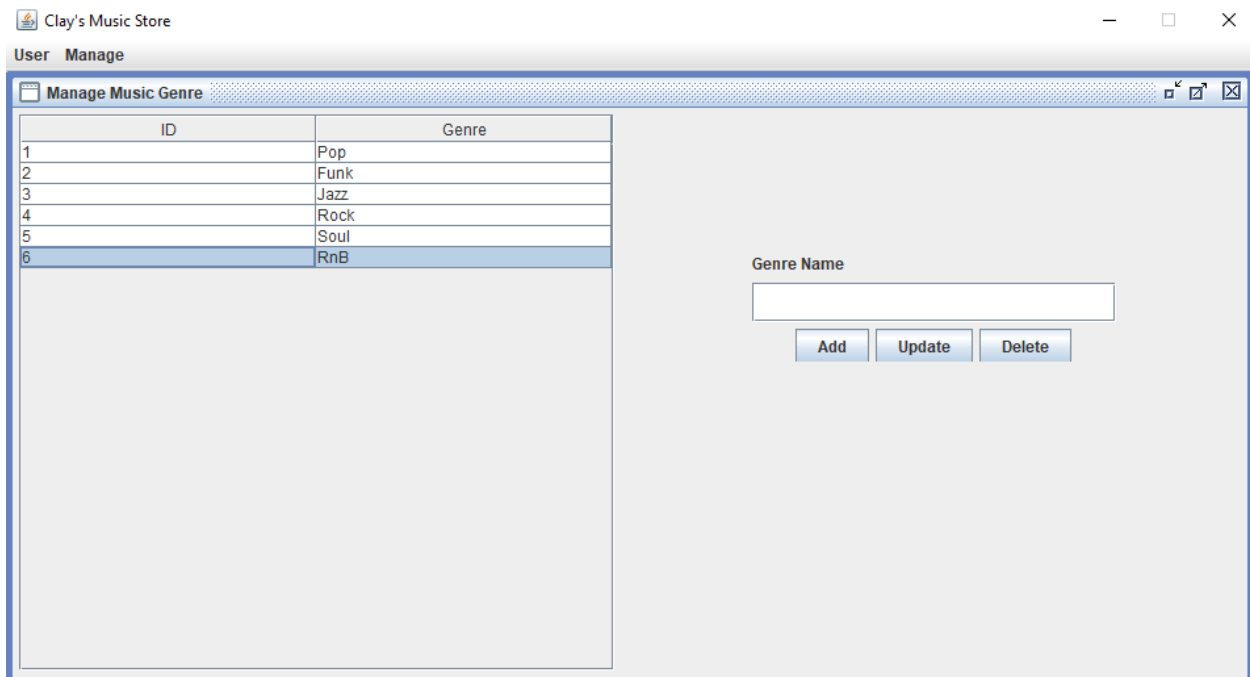 Clay's Music Store
User Manage
Manage Music Genre
ID Genre
1 Pop
2 Funk
3 Jazz
4 Rock
5 Soul
6 RnB
Genre Name
Add Update Delete